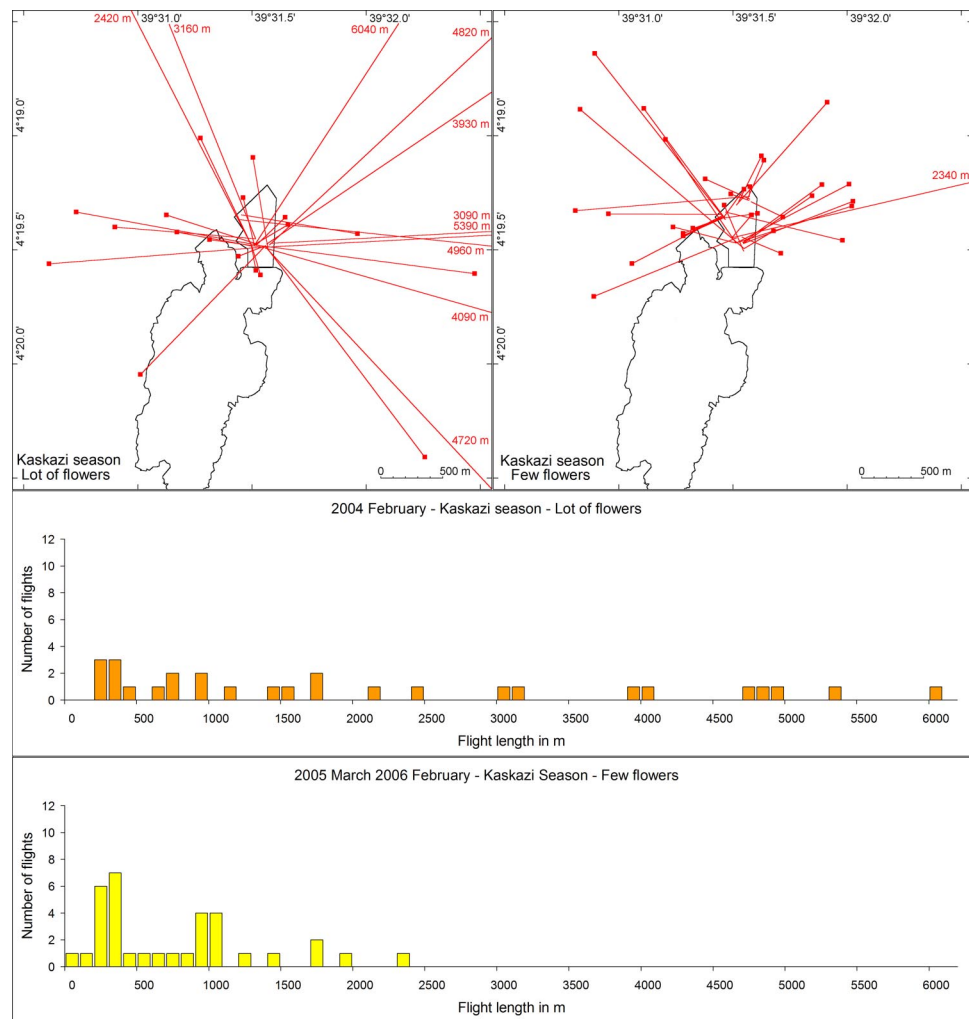 39°31.0' 39°31.5' 39°32.0'
2420 m 3160 m 6040 m 4820 m
3930 m
3090 m
5390 m
4960 m
4090 m
4720 m
4°19.0'
4°19.5'
4°20.0'
Kaskazi season
Lot of flowers
0 500 m
39°31.0' 39°31.5' 39°32.0'
2340 m
4°19.0'
4°19.5'
4°20.0'
Kaskazi season
Few flowers
0 500 m
2004 February - Kaskazi season - Lot of flowers
Number of flights
12
10
8
6
4
2
0
0 500 1000 1500 2000 2500 3000 3500 4000 4500 5000 5500 6000
Flight length in m
2005 March 2006 February - Kaskazi Season - Few flowers
Number of flights
12
10
8
6
4
2
0
0 500 1000 1500 2000 2500 3000 3500 4000 4500 5000 5500 6000
Flight length in m